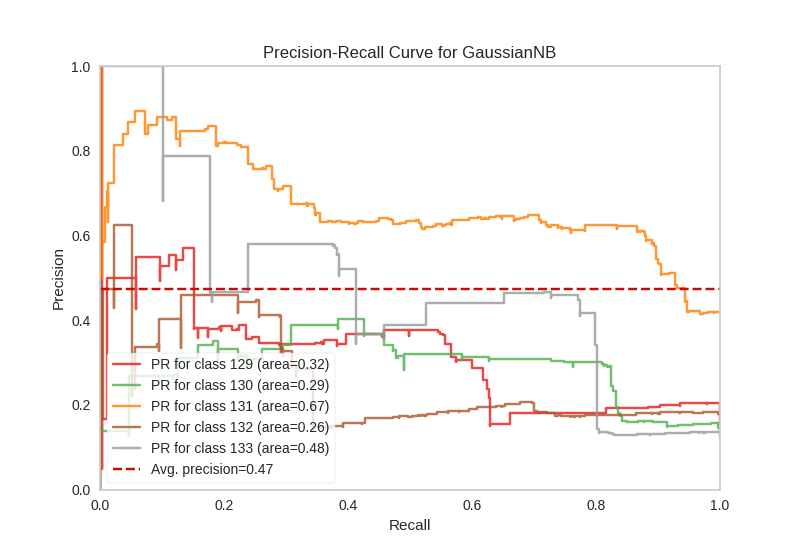 Precision-Recall Curve for GaussianNB
1.0
0.8
0.6
0.4
0.2
0.0
Precision
PR for class 129 (area=0.32)
PR for class 130 (area=0.29)
PR for class 131 (area=0.67)
PR for class 132 (area=0.26)
PR for class 133 (area=0.48)
Avg. precision=0.47
0.0 0.2 0.4 0.6 0.8 1.0
Recall